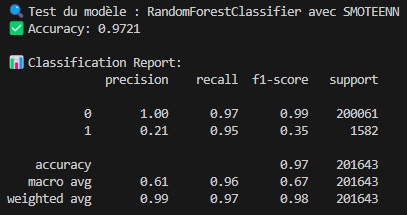 🔍 Test du modèle : RandomForestClassifier avec SMOTEENN
✅ Accuracy: 0.9721
📊 Classification Report:
precision recall f1-score support
0 1.00 0.97 0.99 200061
1 0.21 0.95 0.35 1582
accuracy 0.97 201643
macro avg 0.61 0.96 0.67 201643
weighted avg 0.99 0.97 0.98 201643